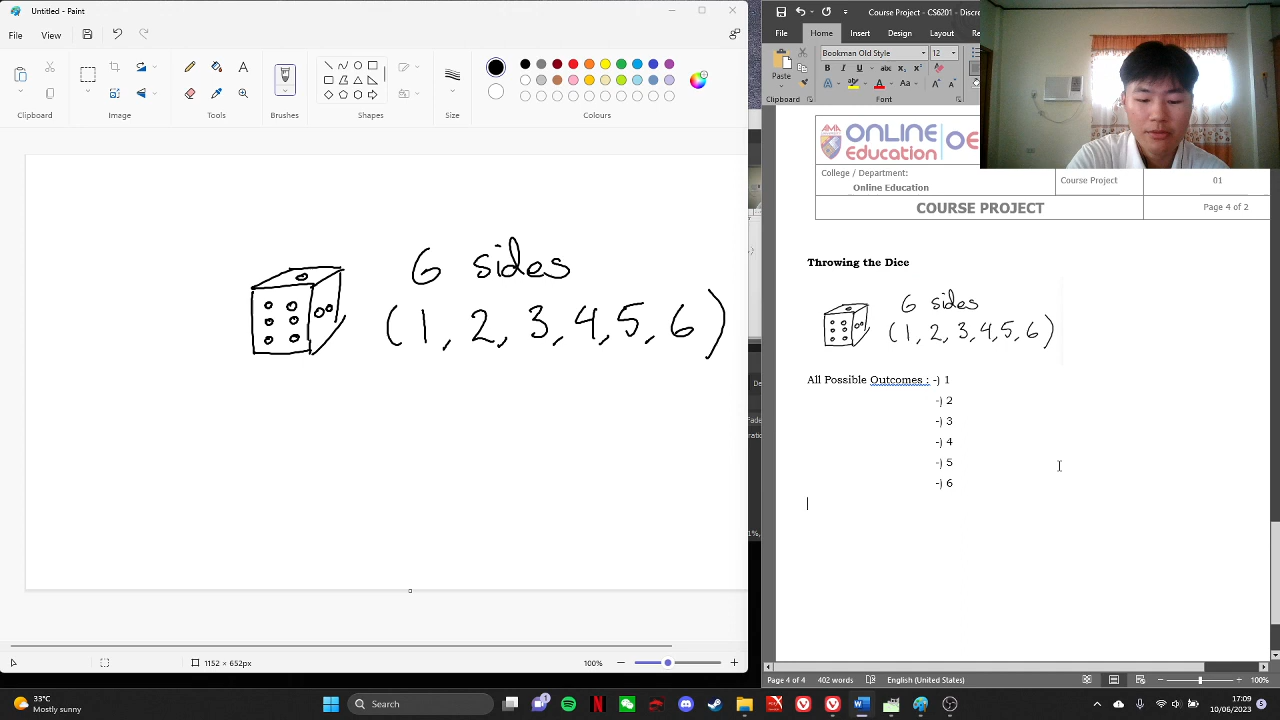 Untitled - Paint
File View
Clipboard
Image
Tools
Brushes
Shapes
Size
Colours
6 sides
(1, 2, 3, 4, 5, 6)
1152 × 652px
100%
Course Project - CS6201 - Discre
File Home Insert Design Layout
Paste
Bookman Old Style 12
B I U
Clipboard Font
AMA ONLINE Education OE
College / Department:
Online Education
Course Project 01
COURSE PROJECT Page 4 of 2
Throwing the Dice
6 sides
(1, 2, 3, 4, 5, 6)
All Possible Outcomes : -) 1
-) 2
-) 3
-) 4
-) 5
-) 6
Page 4 of 4 402 words English (United States) 100%
33°C
Mostly sunny
Search
17:09
10/06/2023
5